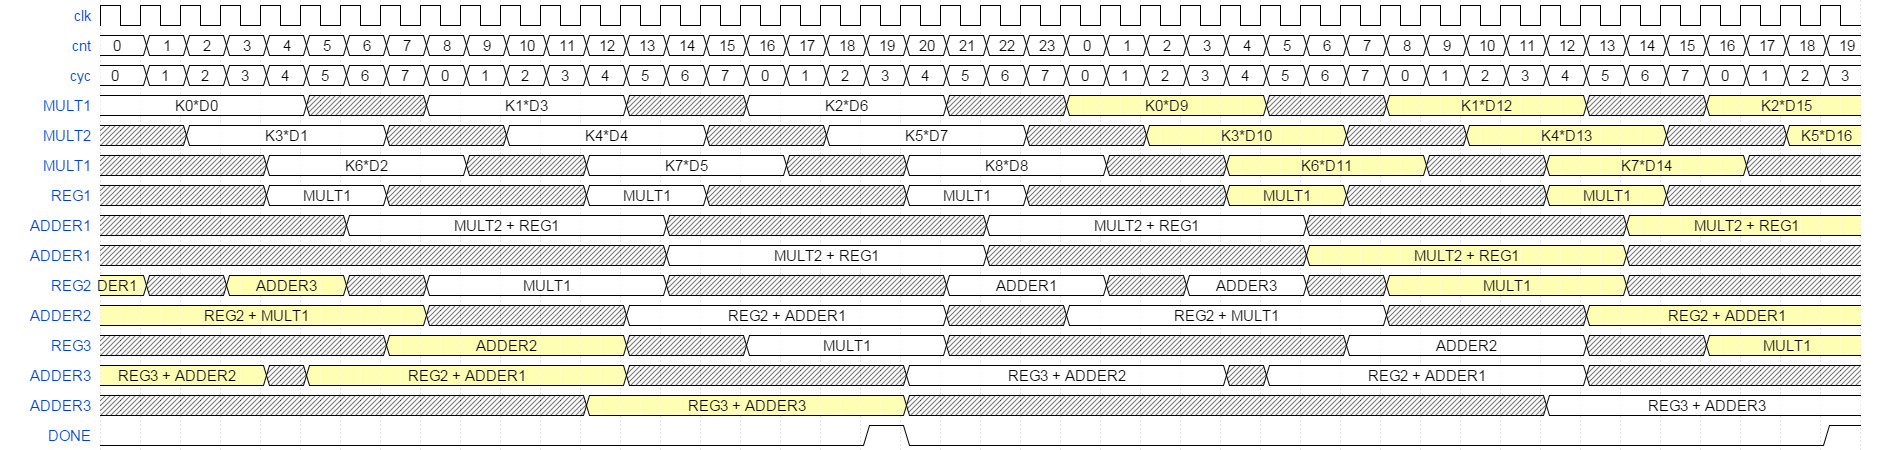 clk
cnt 0 1 2 3 4 5 6 7 8 9 10 11 12 13 14 15 16 17 18 19 20 21 22 23 0 1 2 3 4 5 6 7 8 9 10 11 12 13 14 15 16 17 18 19
cyc 0 1 2 3 4 5 6 7 0 1 2 3 4 5 6 7 0 1 2 3 4 5 6 7 0 1 2 3 4 5 6 7 0 1 2 3 4 5 6 7 0 1 2 3
MULT1 K0*D0 K1*D3 K2*D6 K0*D9 K1*D12 K2*D15
MULT2 K3*D1 K4*D4 K5*D7 K3*D10 K4*D13 K5*D16
MULT1 K6*D2 K7*D5 K8*D8 K6*D11 K7*D14
REG1 MULT1 MULT1 MULT1 MULT1 MULT1
ADDER1 MULT2 + REG1 MULT2 + REG1 MULT2 + REG1
ADDER1 MULT2 + REG1 MULT2 + REG1
REG2 DER1 ADDER3 MULT1 ADDER1 ADDER3 MULT1
ADDER2 REG2 + MULT1 REG2 + ADDER1 REG2 + MULT1 REG2 + ADDER1
REG3 ADDER2 MULT1 ADDER2 MULT1
ADDER3 REG3 + ADDER2 REG2 + ADDER1 REG3 + ADDER2 REG2 + ADDER1
ADDER3 REG3 + ADDER3 REG3 + ADDER3
DONE